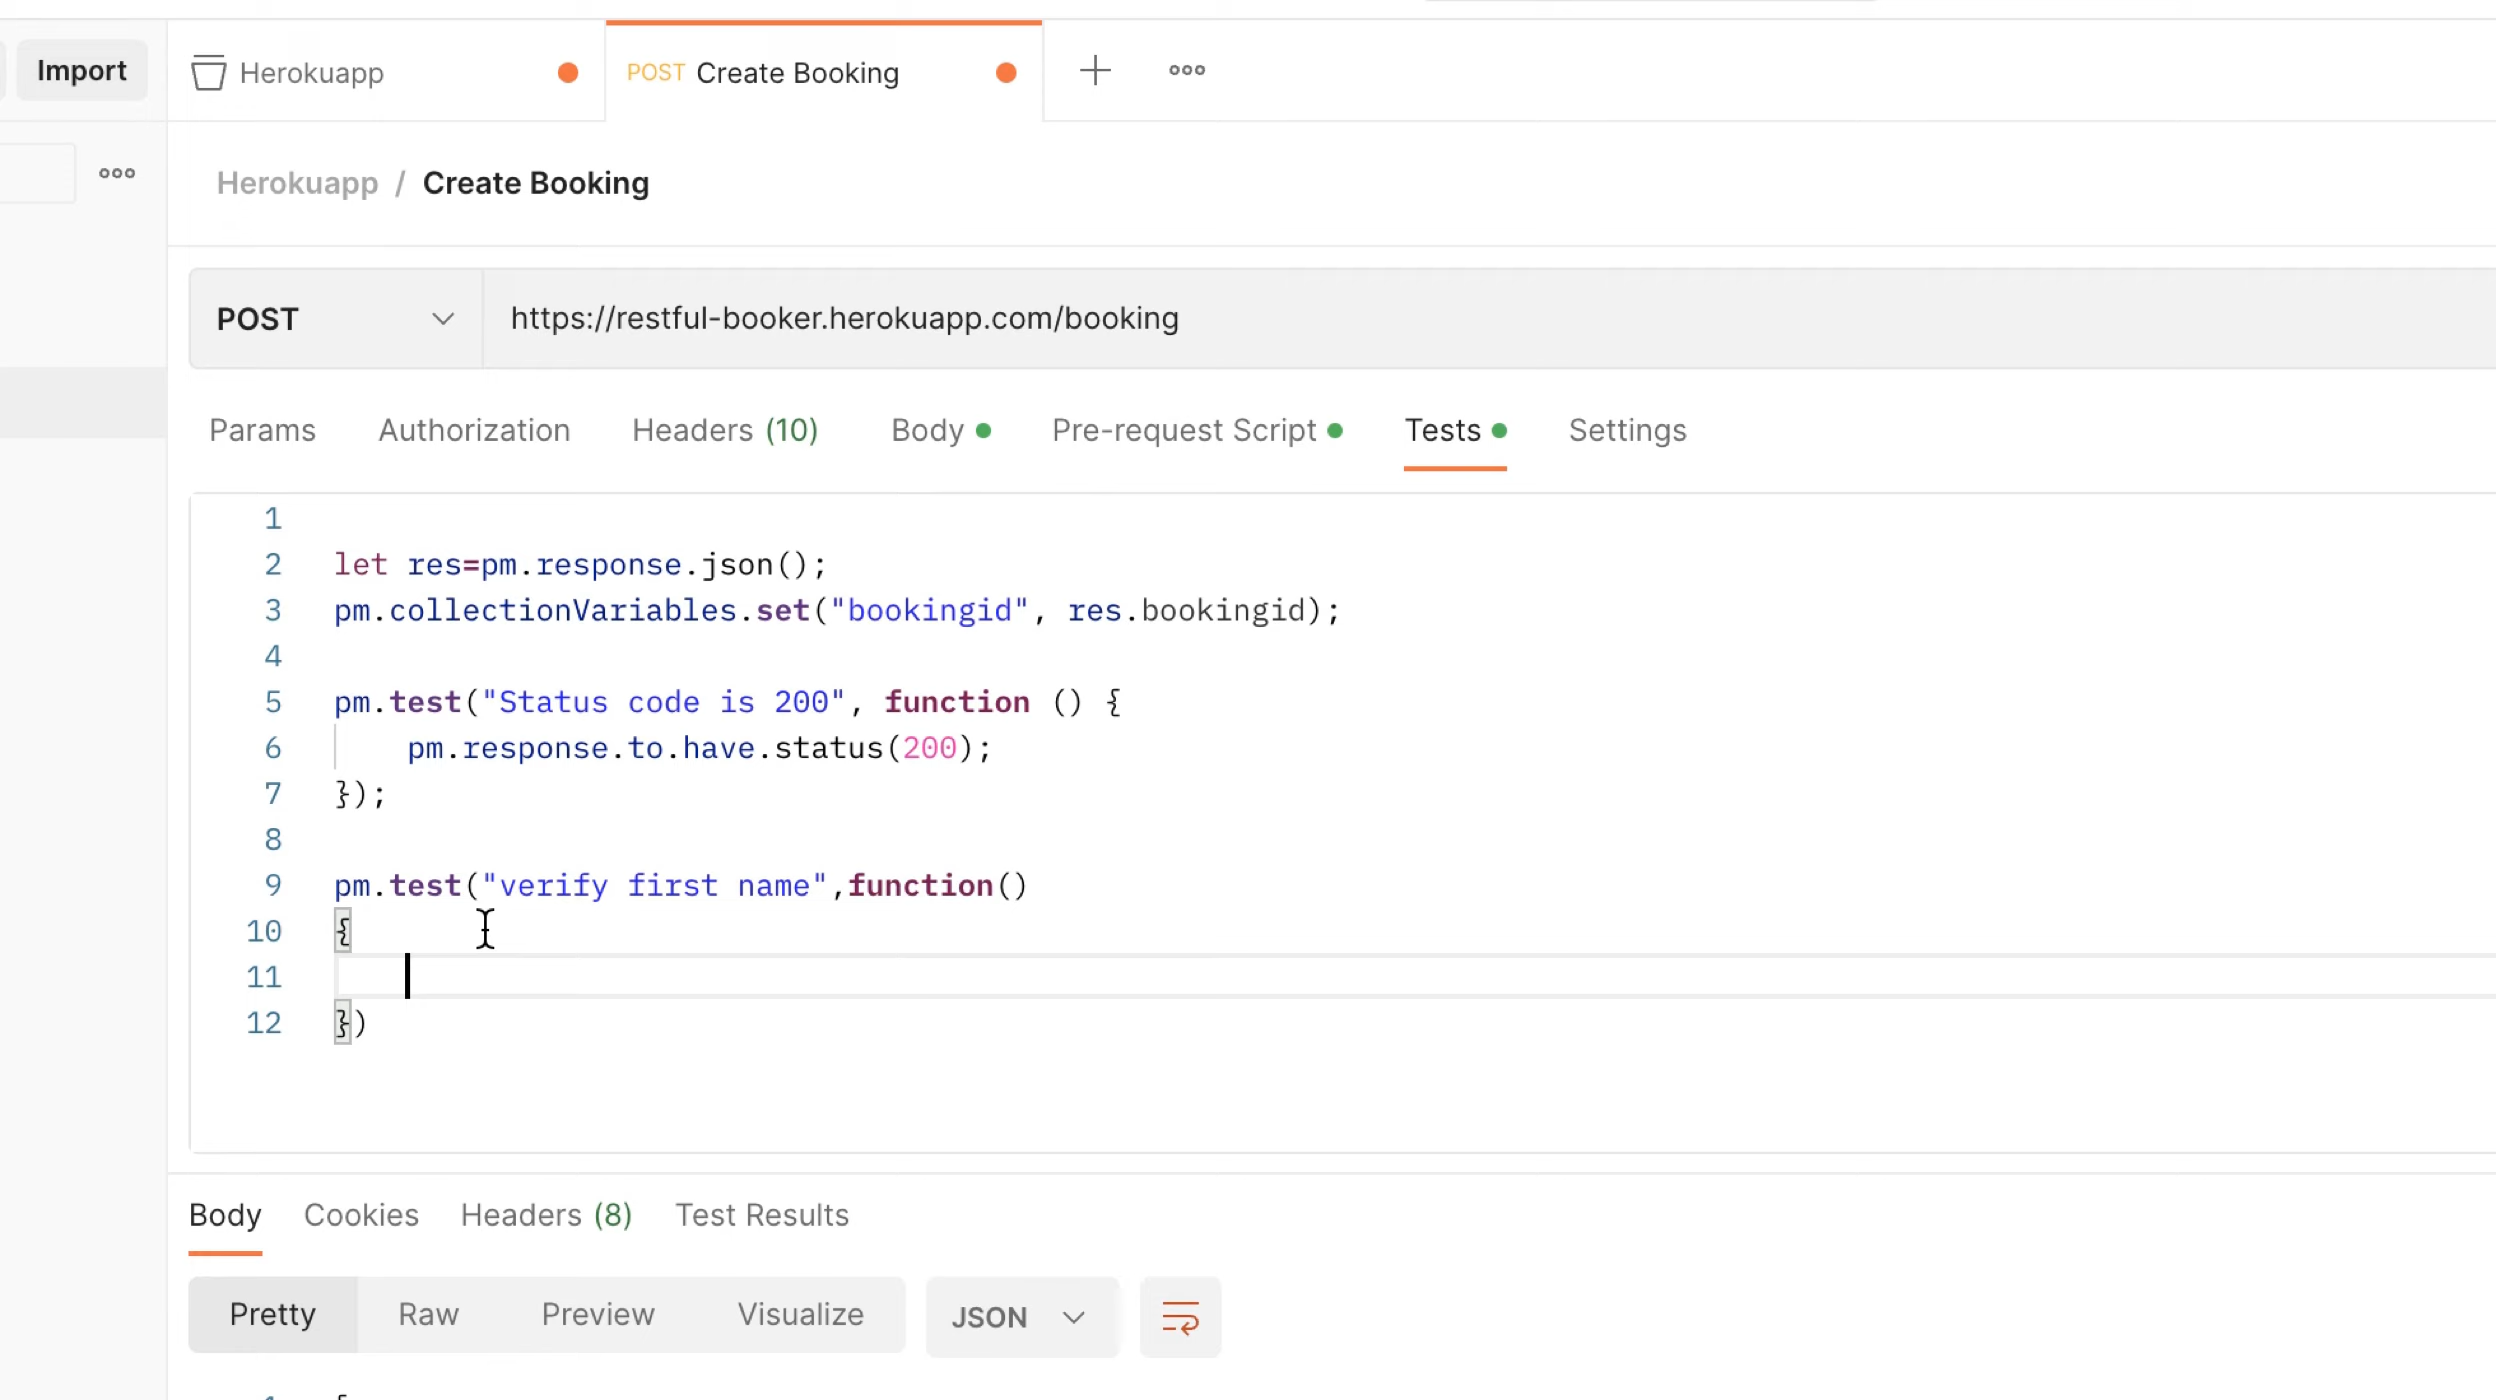 Import
Herokuapp
POST Create Booking
Herokuapp / Create Booking
POST
https://restful-booker.herokuapp.com/booking
Params Authorization Headers (10) Body Pre-request Script Tests Settings
1
2 let res=pm.response.json();
3 pm.collectionVariables.set("bookingid", res.bookingid);
4
5 pm.test("Status code is 200", function () {
6 pm.response.to.have.status(200);
7 });
8
9 pm.test("verify first name",function()
10 {
11
12 })
Body Cookies Headers (8) Test Results
Pretty Raw Preview Visualize JSON